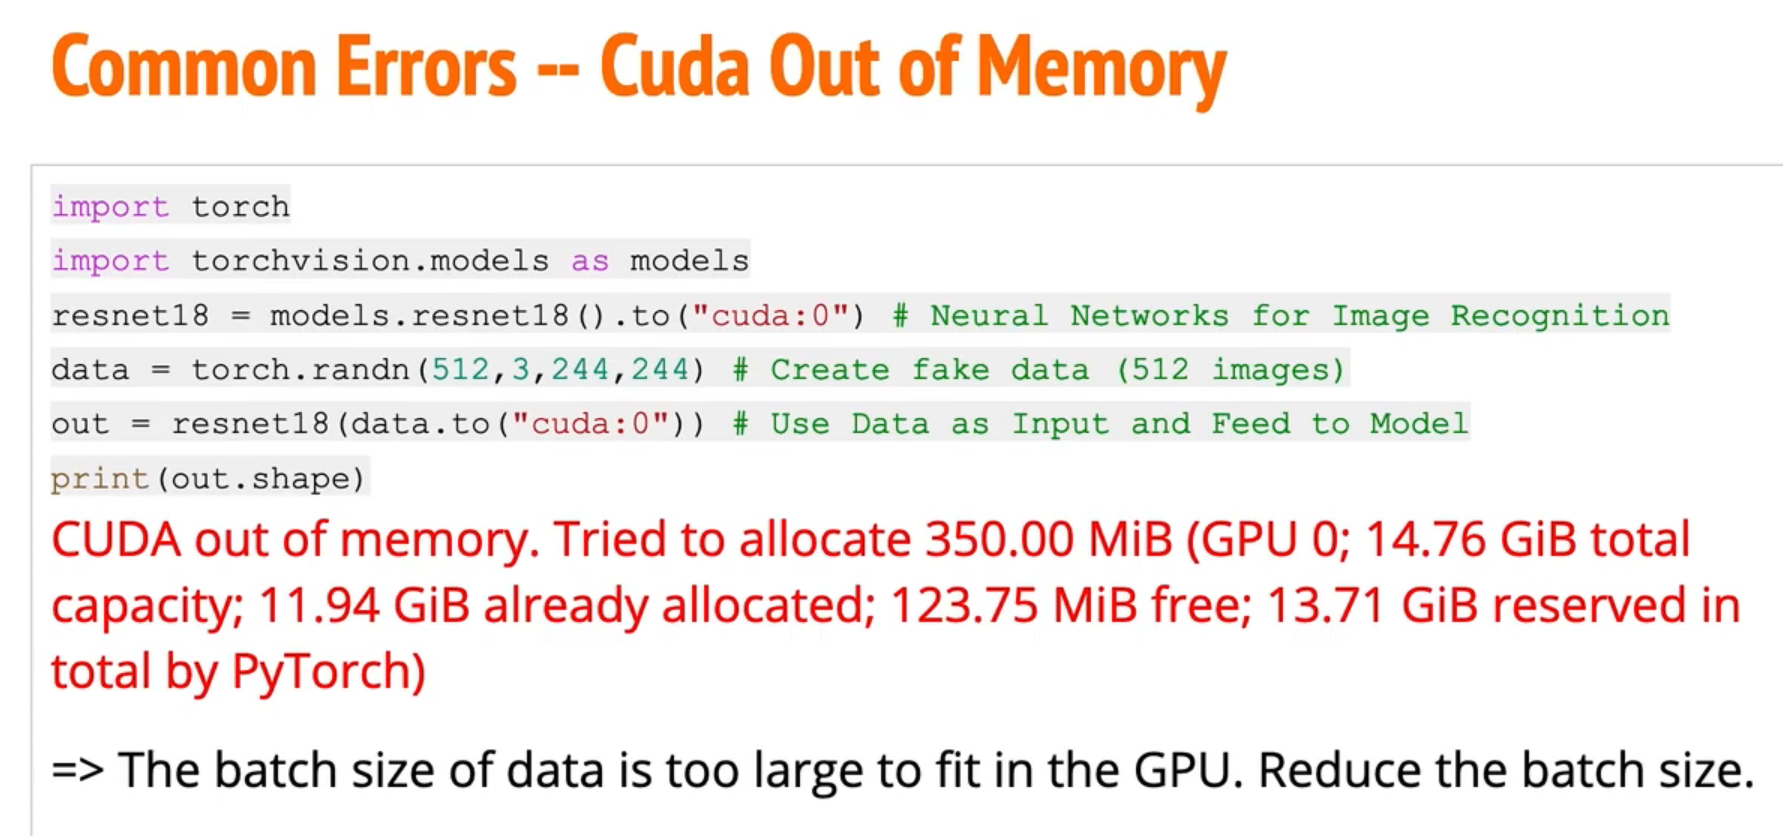 Common Errors -- Cuda Out of Memory
import torch
import torchvision.models as models
resnet18 = models.resnet18().to("cuda:0") # Neural Networks for Image Recognition
data = torch.randn(512,3,244,244) # Create fake data (512 images)
out = resnet18(data.to("cuda:0")) # Use Data as Input and Feed to Model
print(out.shape)
CUDA out of memory. Tried to allocate 350.00 MiB (GPU 0; 14.76 GiB total
capacity; 11.94 GiB already allocated; 123.75 MiB free; 13.71 GiB reserved in
total by PyTorch)
=> The batch size of data is too large to fit in the GPU. Reduce the batch size.